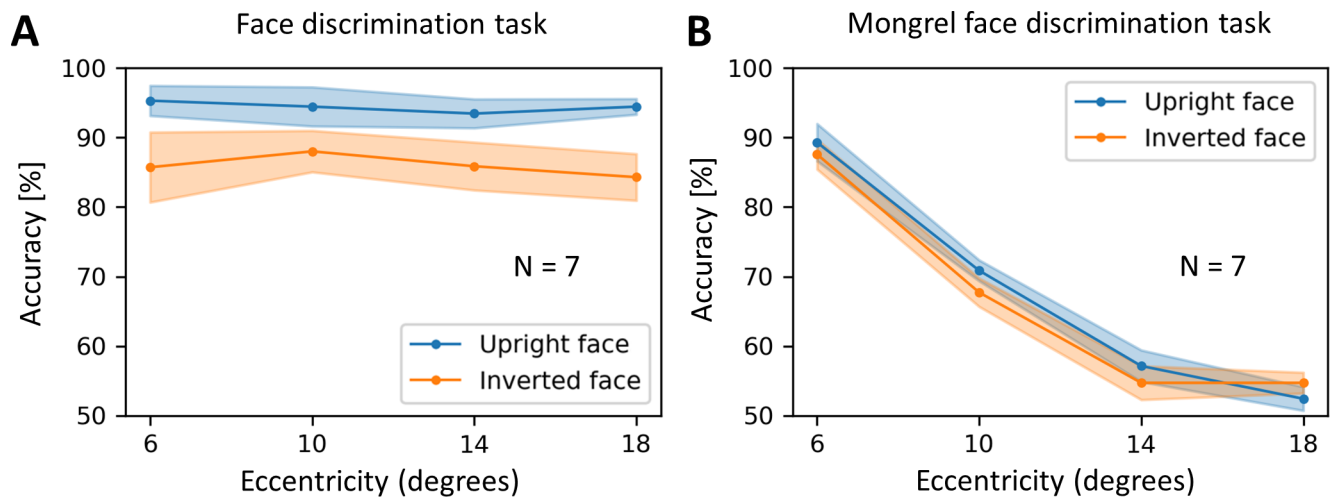 A
Face discrimination task
100
90
80
70
60
50
Accuracy [%]
N = 7
Upright face
Inverted face
6 10 14 18
Eccentricity (degrees)
B
Mongrel face discrimination task
100
90
80
70
60
50
Accuracy [%]
Upright face
Inverted face
N = 7
6 10 14 18
Eccentricity (degrees)